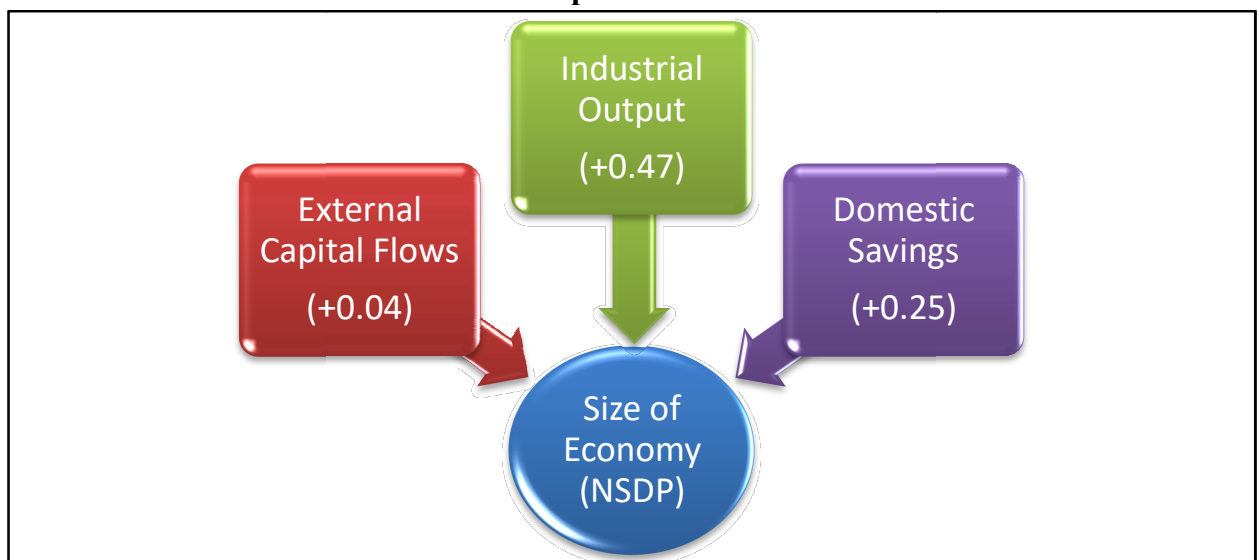 Industrial
Output
(+0.47)
External
Capital Flows
(+0.04)
Domestic
Savings
(+0.25)
Size of
Economy
(NSDP)